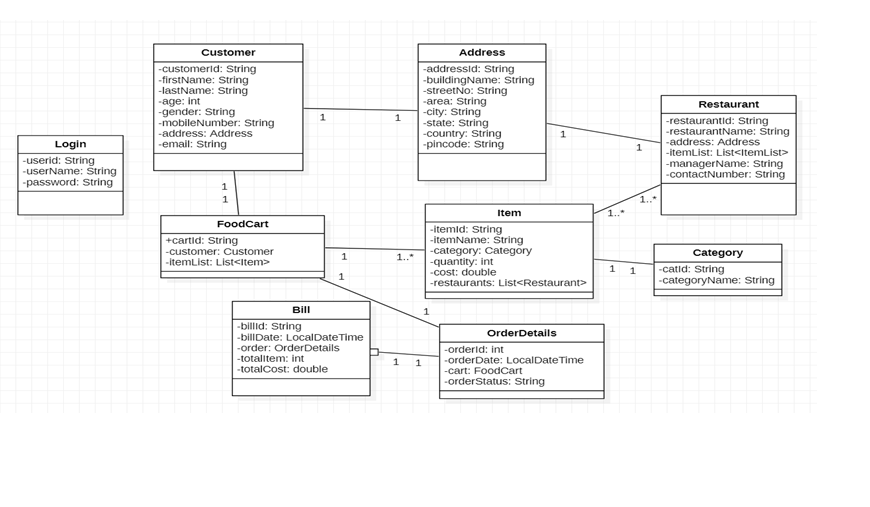 Customer
-customerId: String
-firstName: String
-lastName: String
-age: int
-gender: String
-mobileNumber: String
-address: Address
-email: String
1
1
Address
-addressId: String
-buildingName: String
-streetNo: String
-area: String
-city: String
-state: String
-country: String
-pincode: String
1
1
Restaurant
-restaurantId: String
-restaurantName: String
-address: Address
-itemList: List<ItemList>
-managerName: String
-contactNumber: String
Login
-userid: String
-userName: String
-password: String
1
1
FoodCart
+cartId: String
-customer: Customer
-itemList: List<Item>
1
1..*
Item
-itemId: String
-itemName: String
-category: Category
-quantity: int
-cost: double
-restaurants: List<Restaurant>
1..*
1..*
1
1
Category
-catId: String
-categoryName: String
1
1
Bill
-billId: String
-billDate: LocalDateTime
-order: OrderDetails
-totalItem: int
-totalCost: double
1
1
OrderDetails
-orderId: int
-orderDate: LocalDateTime
-cart: FoodCart
-orderStatus: String